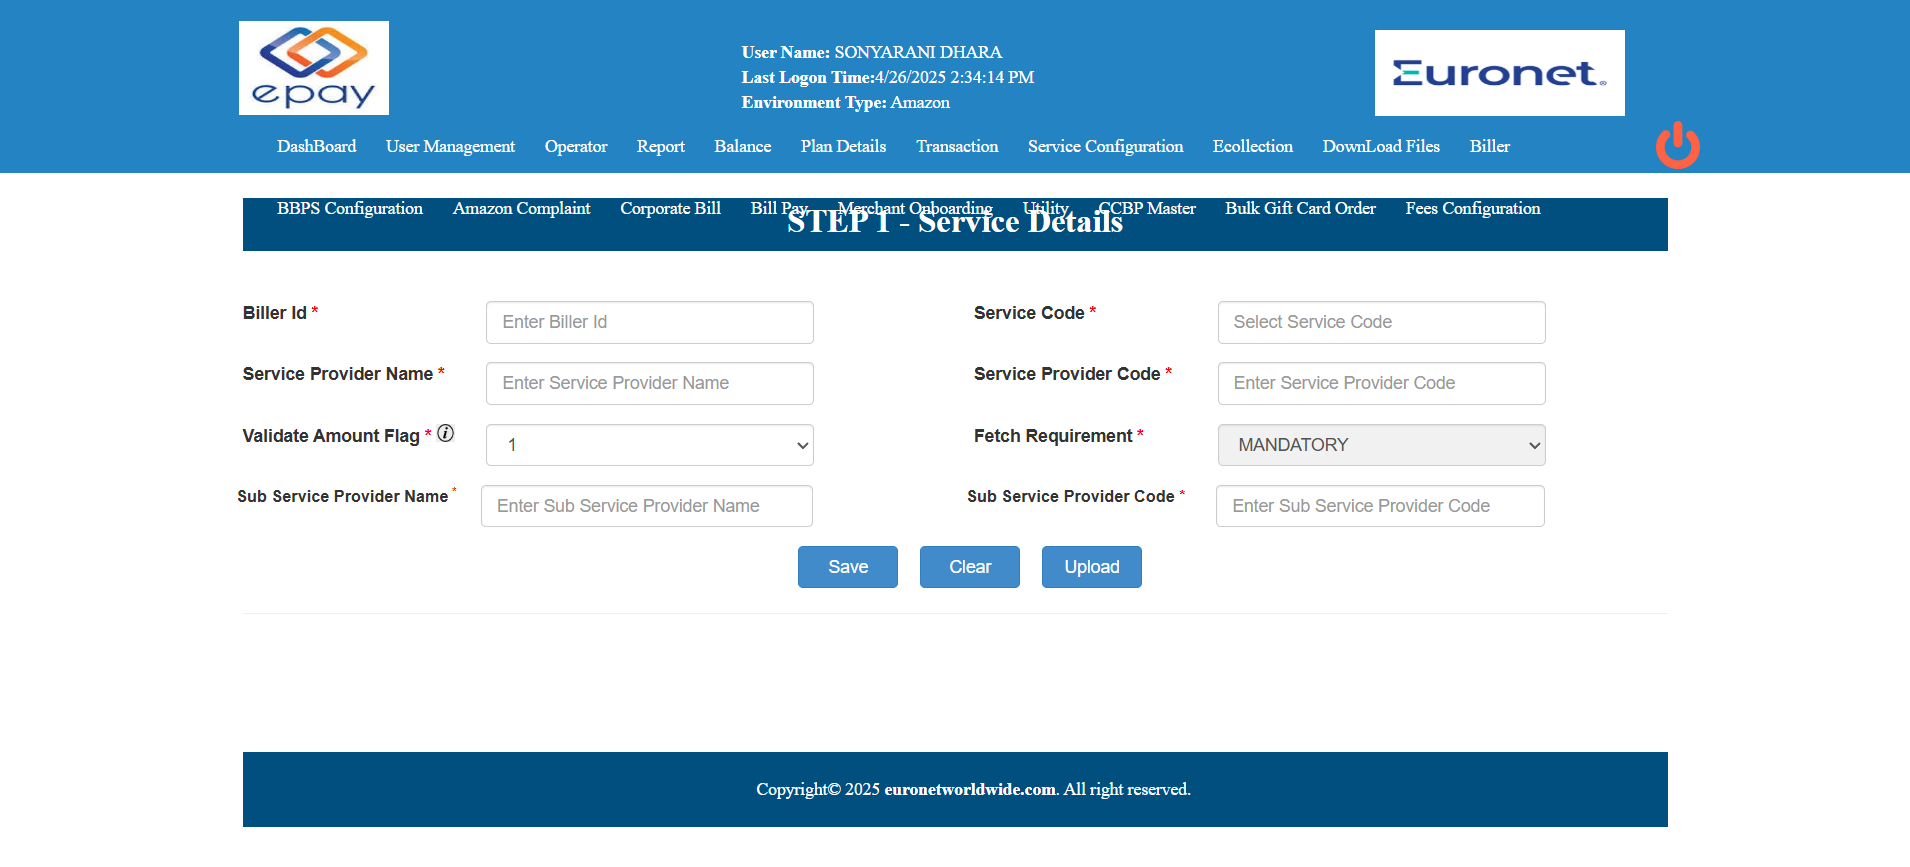 epay
User Name: SONYARANI DHARA
Last Logon Time:4/26/2025 2:34:14 PM
Environment Type: Amazon
Euronet®
DashBoard User Management Operator Report Balance Plan Details Transaction Service Configuration Ecollection DownLoad Files Biller
BBPS Configuration Amazon Complaint Corporate Bill Bill Pay Merchant Onboarding Utility CCBP Master Bulk Gift Card Order Fees Configuration
STEP 1 - Service Details
Biller Id * Enter Biller Id Service Code * Select Service Code
Service Provider Name * Enter Service Provider Name Service Provider Code * Enter Service Provider Code
Validate Amount Flag * i 1 Fetch Requirement * MANDATORY
Sub Service Provider Name * Enter Sub Service Provider Name Sub Service Provider Code * Enter Sub Service Provider Code
Save Clear Upload
Copyright© 2025 euronetworldwide.com. All right reserved.